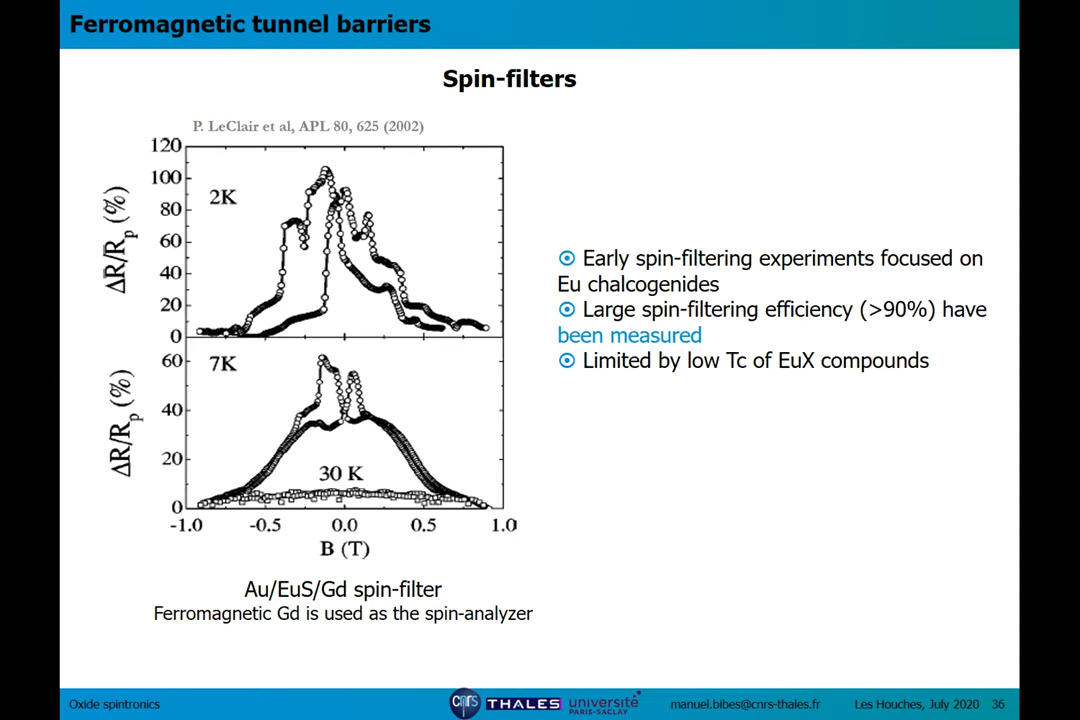 Ferromagnetic tunnel barriers
Spin-filters
P. LeClair et al, APL 80, 625 (2002)
120
100
80
60
40
20
0
ΔR/Rp (%)
2K
60
40
20
0
ΔR/Rp (%)
7K
30 K
-1.0 -0.5 0.0 0.5 1.0
B (T)
Au/EuS/Gd spin-filter
Ferromagnetic Gd is used as the spin-analyzer
Early spin-filtering experiments focused on
Eu chalcogenides
Large spin-filtering efficiency (>90%) have
been measured
Limited by low Tc of EuX compounds
Oxide spintronics
cnrs
THALES
université
PARIS-SACLAY
manuel.bibes@cnrs-thales.fr
Les Houches, July 2020 36